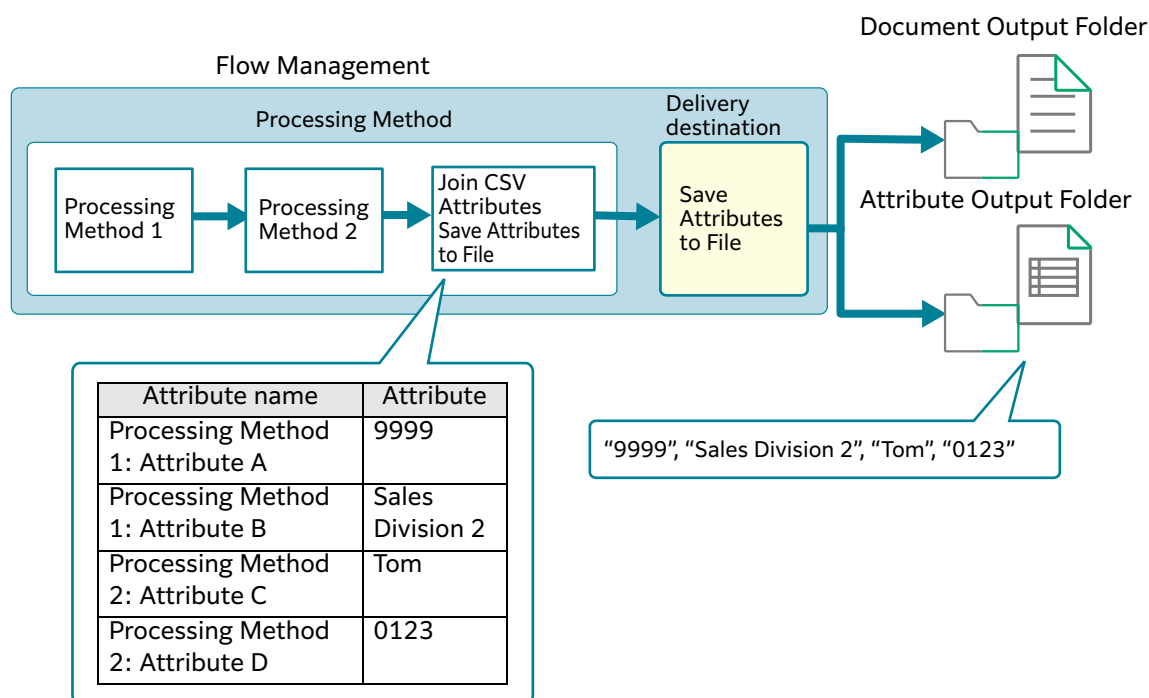 Document Output Folder
Flow Management
Processing Method
Delivery
destination
Processing
Method 1
Processing
Method 2
Join CSV
Attributes
Save Attributes
to File
Save
Attributes
to File
Attribute Output Folder
Attribute name
Attribute
Processing Method
1: Attribute A
9999
Processing Method
1: Attribute B
Sales
Division 2
Processing Method
2: Attribute C
Tom
Processing Method
2: Attribute D
0123
“9999”, “Sales Division 2”, “Tom”, “0123”